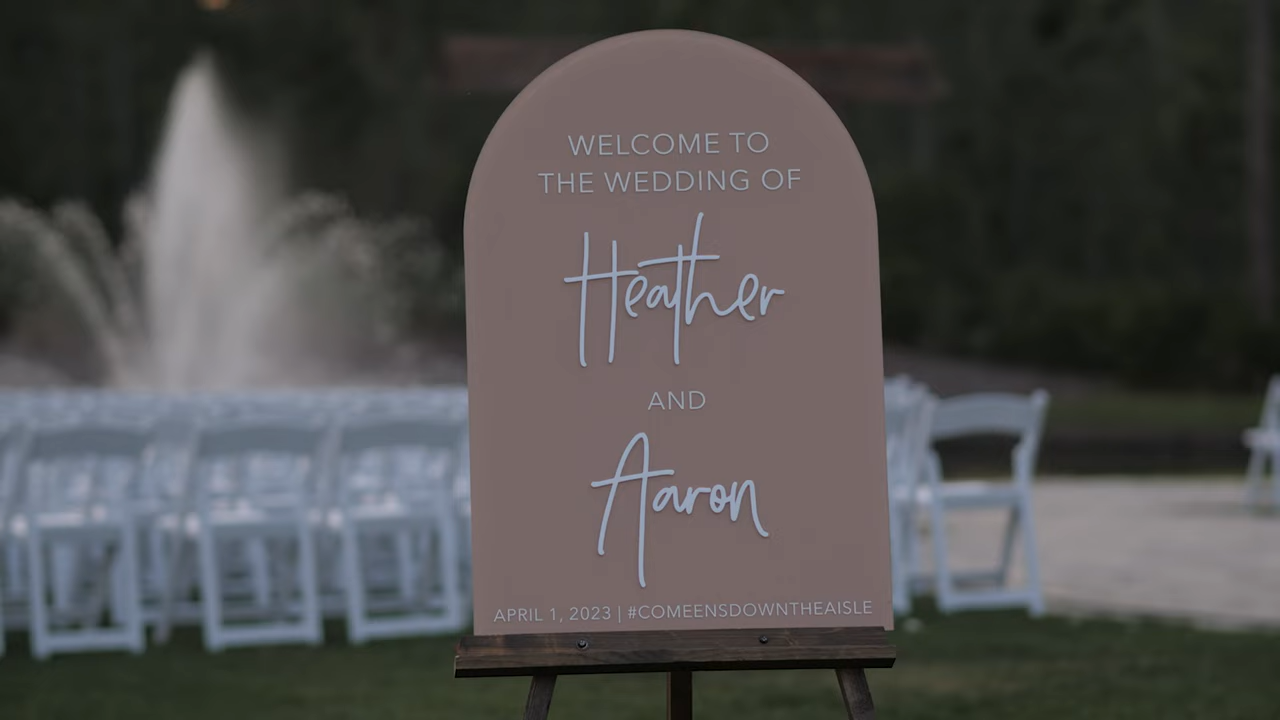 WELCOME TO
THE WEDDING OF
Heather
AND
Aaron
APRIL 1, 2023 | #COMEENSDOWNTHEAISLE